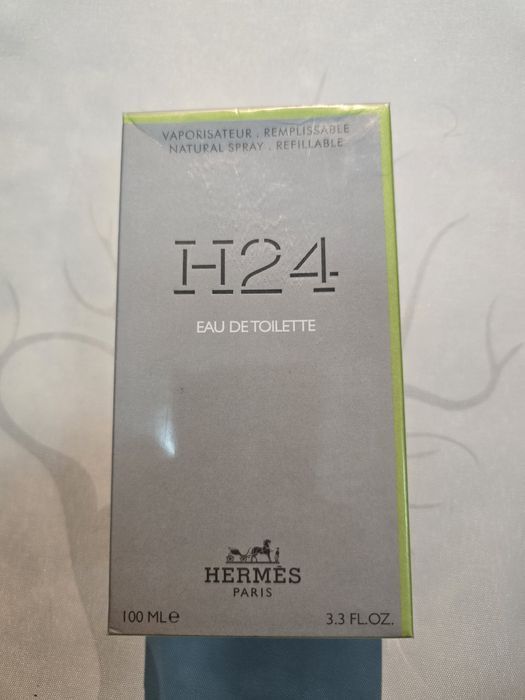 VAPORISATEUR . REMPLISSABLE
NATURAL SPRAY . REFILLABLE
H24
EAU DE TOILETTE
HERMÈS
PARIS
100 ML e 3.3 FL.OZ.